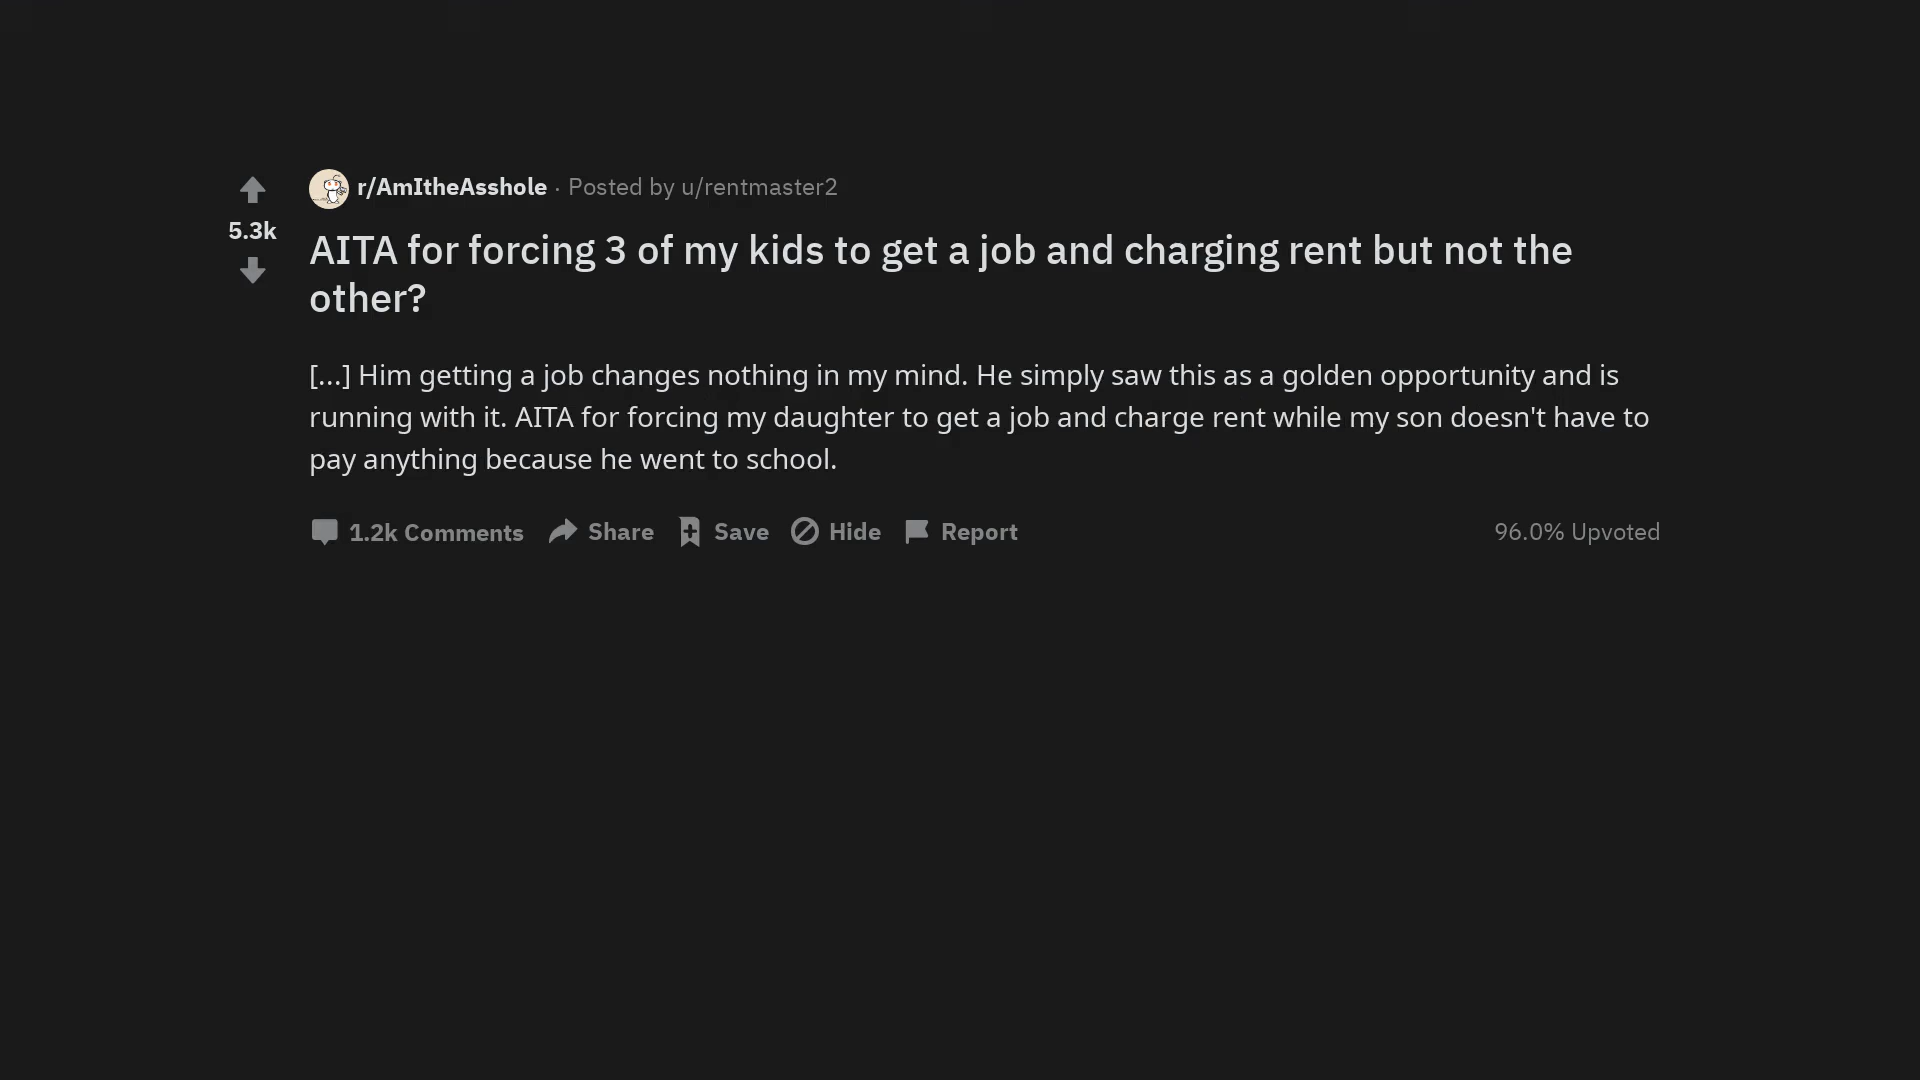 r/AmItheAsshole · Posted by u/rentmaster2
5.3k
AITA for forcing 3 of my kids to get a job and charging rent but not the
other?
[...] Him getting a job changes nothing in my mind. He simply saw this as a golden opportunity and is
running with it. AITA for forcing my daughter to get a job and charge rent while my son doesn't have to
pay anything because he went to school.
1.2k Comments Share Save Hide Report 96.0% Upvoted